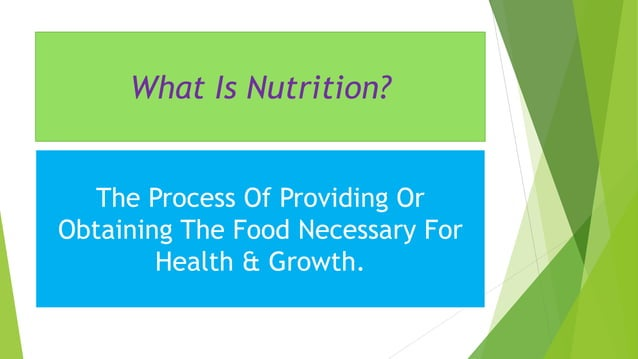 What Is Nutrition?
The Process Of Providing Or
Obtaining The Food Necessary For
Health & Growth.